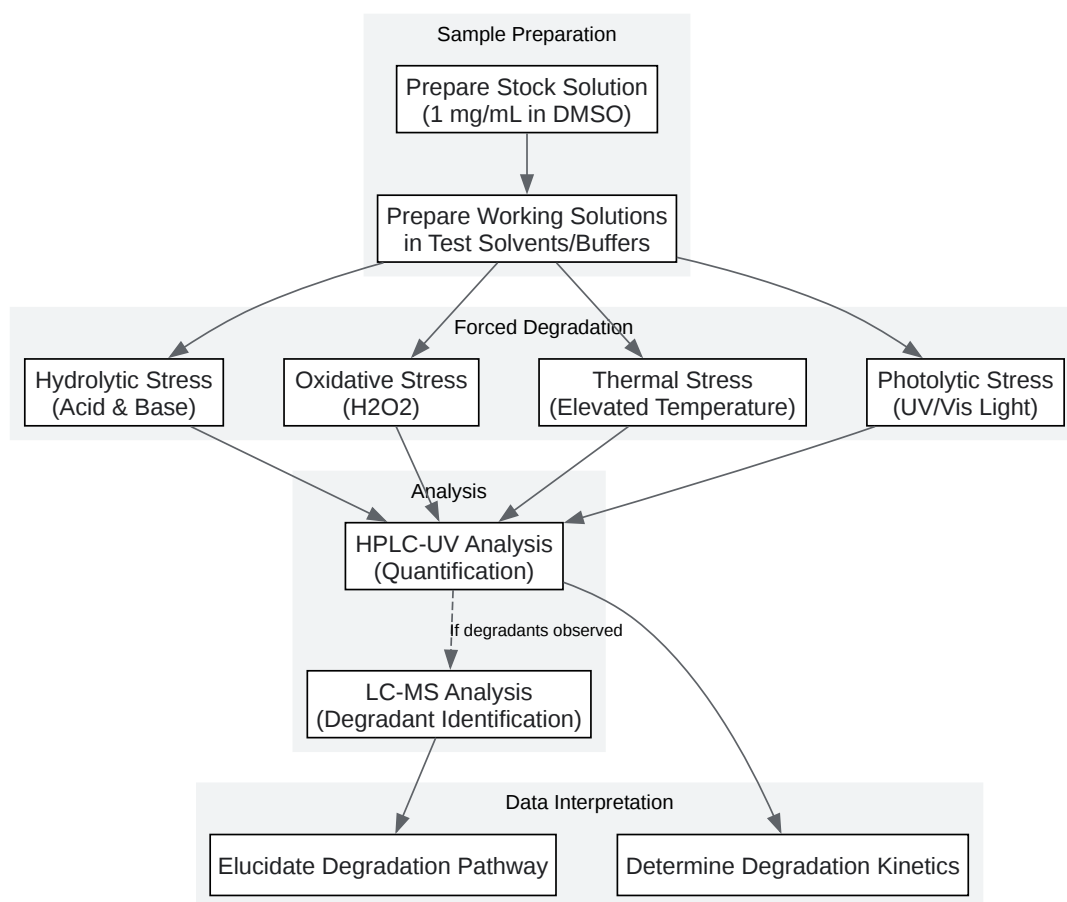 Sample Preparation
Prepare Stock Solution
(1 mg/mL in DMSO)
Prepare Working Solutions
in Test Solvents/Buffers
Forced Degradation
Hydrolytic Stress
(Acid & Base)
Oxidative Stress
(H2O2)
Thermal Stress
(Elevated Temperature)
Photolytic Stress
(UV/Vis Light)
Analysis
HPLC-UV Analysis
(Quantification)
If degradants observed
LC-MS Analysis
(Degradant Identification)
Data Interpretation
Elucidate Degradation Pathway
Determine Degradation Kinetics